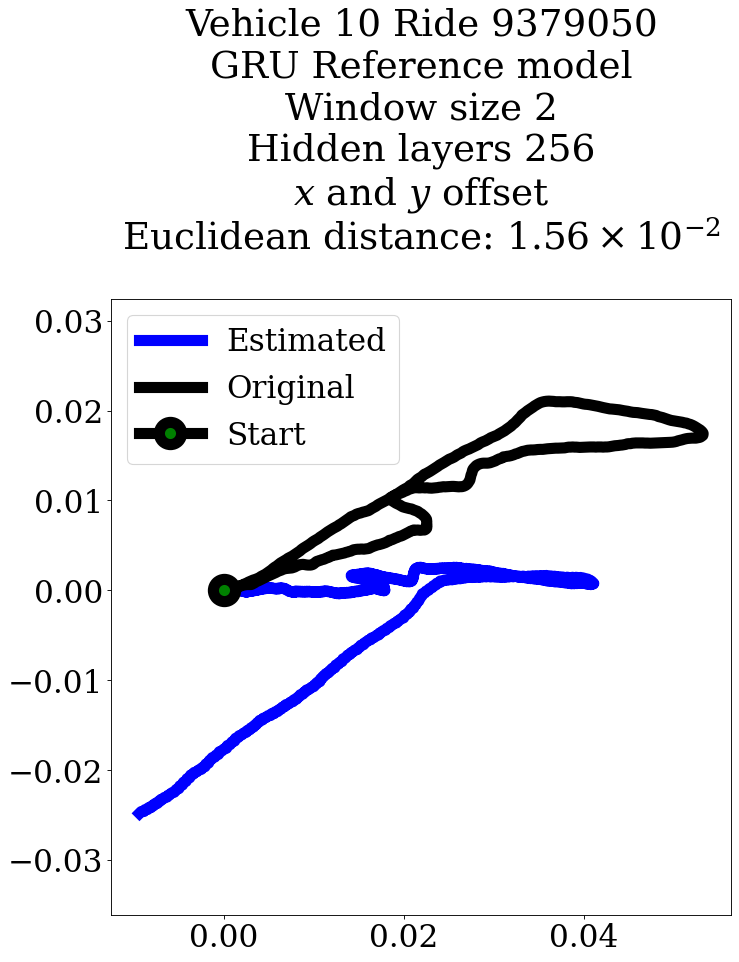 Vehicle 10 Ride 9379050
GRU Reference model
Window size 2
Hidden layers 256
x and y offset
Euclidean distance: 1.56 × 10⁻²
Estimated
Original
Start
0.03
0.02
0.01
0.00
−0.01
−0.02
−0.03
0.00 0.02 0.04